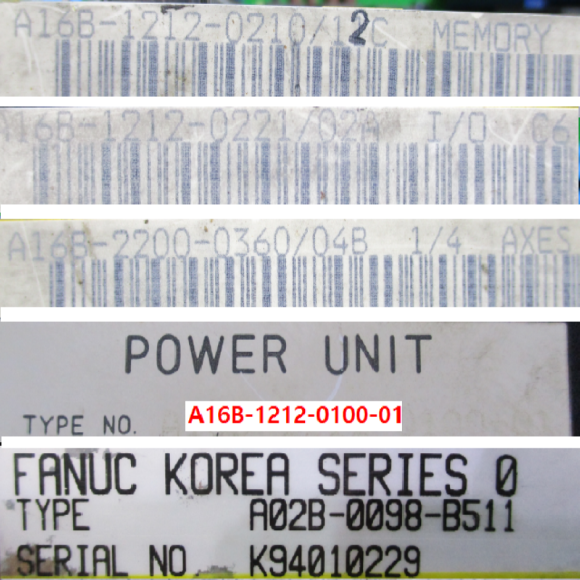 A16B-1212-0210/12C MEMORY
A16B-1212-0221/02A I/O C6
A16B-2200-0360/04B 1/4 AXES
POWER UNIT
TYPE NO. A16B-1212-0100-01
FANUC KOREA SERIES 0
TYPE A02B-0098-B511
SERIAL NO. K94010229